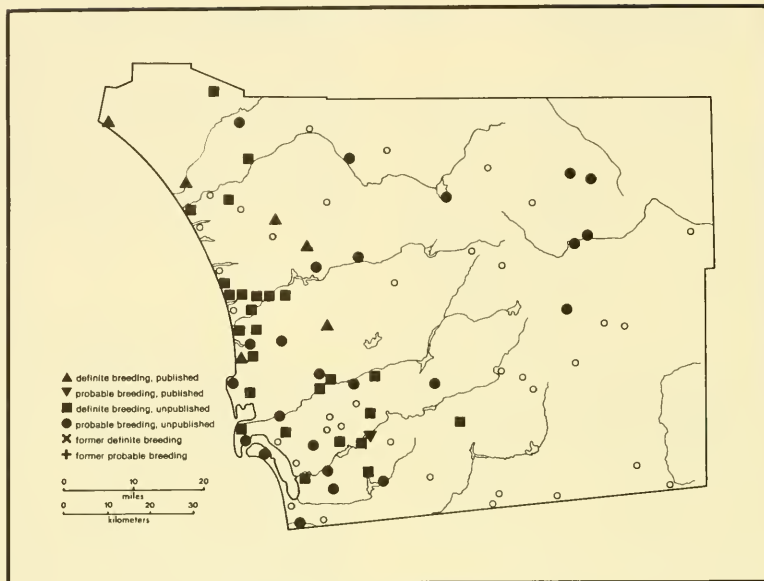 definite breeding, published
probable breeding, published
definite breeding, unpublished
probable breeding, unpublished
former definite breeding
former probable breeding
0 10 20
miles
0 10 20 30
kilometers